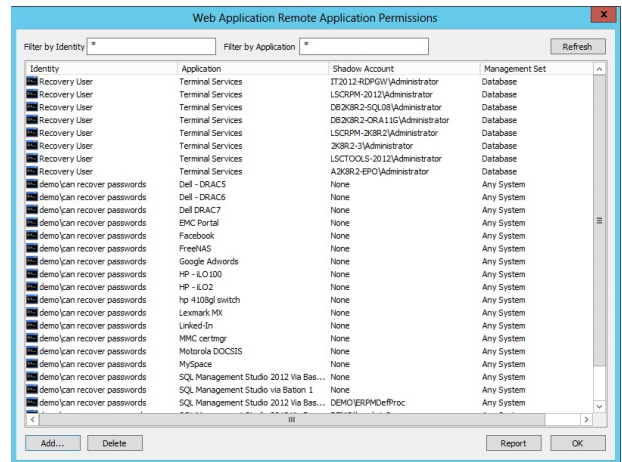 Web Application Remote Application Permissions
x
Filter by Identity * Filter by Application * Refresh
Identity Application Shadow Account Management Set
Recovery User Terminal Services IT2012-RDPGW\Administrator Database
Recovery User Terminal Services LSCRPM-2012\Administrator Database
Recovery User Terminal Services DB2K8R2-SQL08\Administrator Database
Recovery User Terminal Services DB2K8R2-ORA11G\Administrator Database
Recovery User Terminal Services LSCRPM-2K8R2\Administrator Database
Recovery User Terminal Services 2K8R2-3\Administrator Database
Recovery User Terminal Services LSCTOOLS-2012\Administrator Database
Recovery User Terminal Services A2K8R2-EPO\Administrator Database
demo\can recover passwords Dell - DRAC5 None Any System
demo\can recover passwords Dell - DRAC6 None Any System
demo\can recover passwords Dell DRAC7 None Any System
demo\can recover passwords EMC Portal None Any System
demo\can recover passwords Facebook None Any System
demo\can recover passwords FreeNAS None Any System
demo\can recover passwords Google Adwords None Any System
demo\can recover passwords HP - iLO100 None Any System
demo\can recover passwords HP - iLO2 None Any System
demo\can recover passwords hp 4108gl switch None Any System
demo\can recover passwords Lexmark MX None Any System
demo\can recover passwords Linked-In None Any System
demo\can recover passwords MMC certmgr None Any System
demo\can recover passwords Motorola DOCSIS None Any System
demo\can recover passwords MySpace None Any System
demo\can recover passwords SQL Management Studio 2012 Via Bas... None Any System
demo\can recover passwords SQL Management Studio via Bation 1 None Any System
demo\can recover passwords SQL Management Studio 2012 Via Bas... DEMO\ERPMDefProc Any System
Add... Delete Report OK